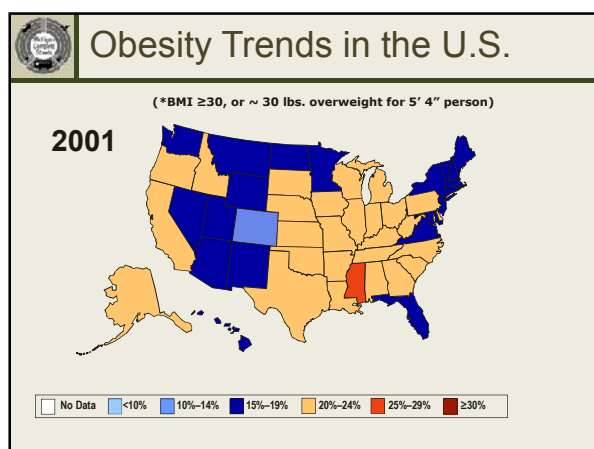 Obesity Trends in the U.S.
(*BMI ≥30, or ~ 30 lbs. overweight for 5’ 4” person)
2001
No Data <10% 10%–14% 15%–19% 20%–24% 25%–29% ≥30%